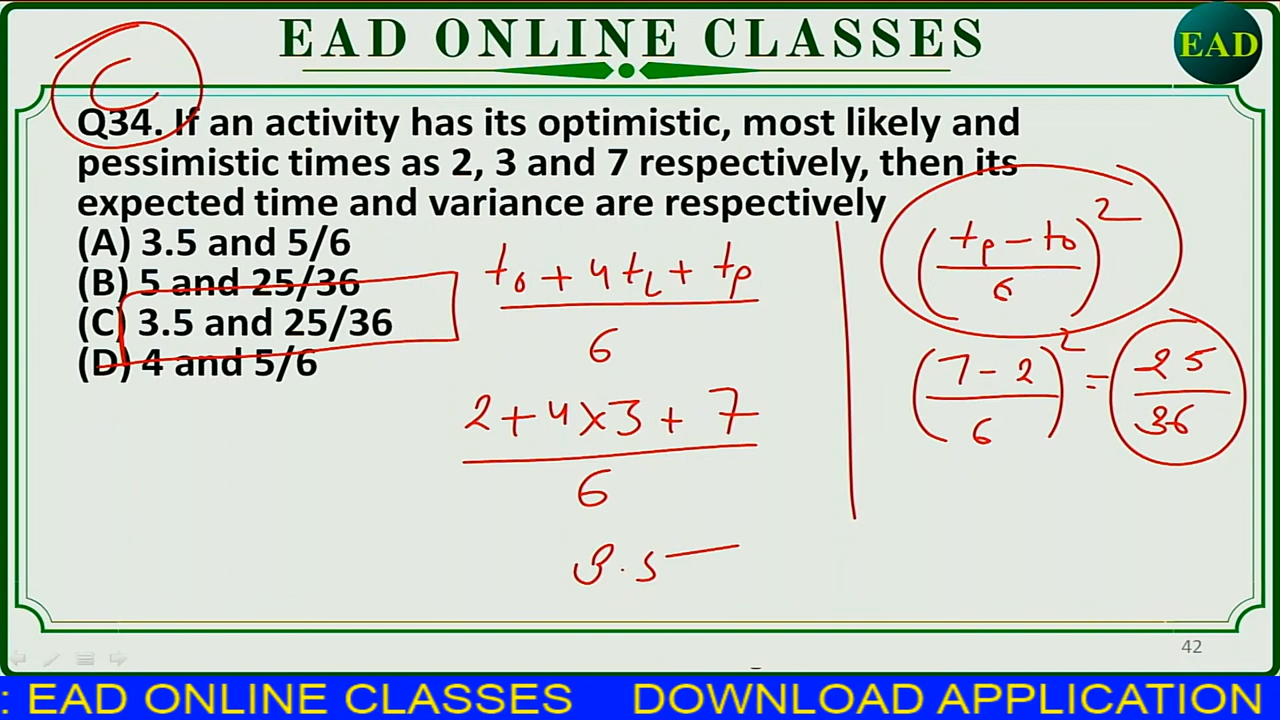 EAD ONLINE CLASSES
EAD
C
Q34. If an activity has its optimistic, most likely and
pessimistic times as 2, 3 and 7 respectively, then its
expected time and variance are respectively
(A) 3.5 and 5/6
(B) 5 and 25/36
(C) 3.5 and 25/36
(D) 4 and 5/6
to + 4tL + tp
6
2 + 4×3 + 7
6
3.5
(tp - to)2
6
(7 - 2)2 = 25
6 36
42
: EAD ONLINE CLASSES DOWNLOAD APPLICATION